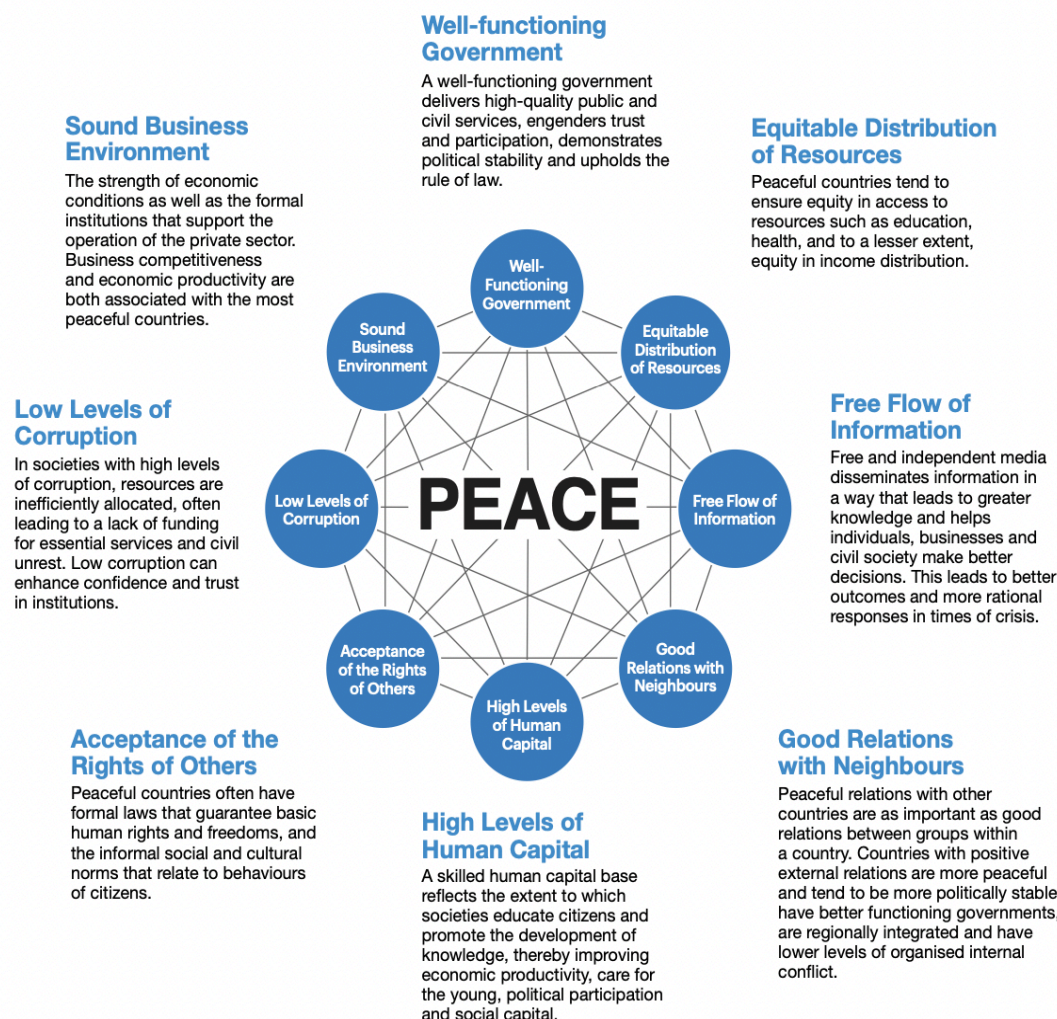 Well-functioning
Government
A well-functioning government
delivers high-quality public and
civil services, engenders trust
and participation, demonstrates
political stability and upholds the
rule of law.
Sound Business
Environment
The strength of economic
conditions as well as the formal
institutions that support the
operation of the private sector.
Business competitiveness
and economic productivity are
both associated with the most
peaceful countries.
Equitable Distribution
of Resources
Peaceful countries tend to
ensure equity in access to
resources such as education,
health, and to a lesser extent,
equity in income distribution.
Well-
Functioning
Government
Sound
Business
Environment
Equitable
Distribution
of Resources
Low Levels of
Corruption
In societies with high levels
of corruption, resources are
inefficiently allocated, often
leading to a lack of funding
for essential services and civil
unrest. Low corruption can
enhance confidence and trust
in institutions.
Low Levels of
Corruption
PEACE
Free Flow of
Information
Free Flow of
Information
Free and independent media
disseminates information in
a way that leads to greater
knowledge and helps
individuals, businesses and
civil society make better
decisions. This leads to better
outcomes and more rational
responses in times of crisis.
Acceptance
of the Rights
of Others
High Levels
of Human
Capital
Good
Relations with
Neighbours
Acceptance of the
Rights of Others
Peaceful countries often have
formal laws that guarantee basic
human rights and freedoms, and
the informal social and cultural
norms that relate to behaviours
of citizens.
High Levels of
Human Capital
A skilled human capital base
reflects the extent to which
societies educate citizens and
promote the development of
knowledge, thereby improving
economic productivity, care for
the young, political participation
and social capital.
Good Relations
with Neighbours
Peaceful relations with other
countries are as important as good
relations between groups within
a country. Countries with positive
external relations are more peaceful
and tend to be more politically stable,
have better functioning governments,
are regionally integrated and have
lower levels of organised internal
conflict.